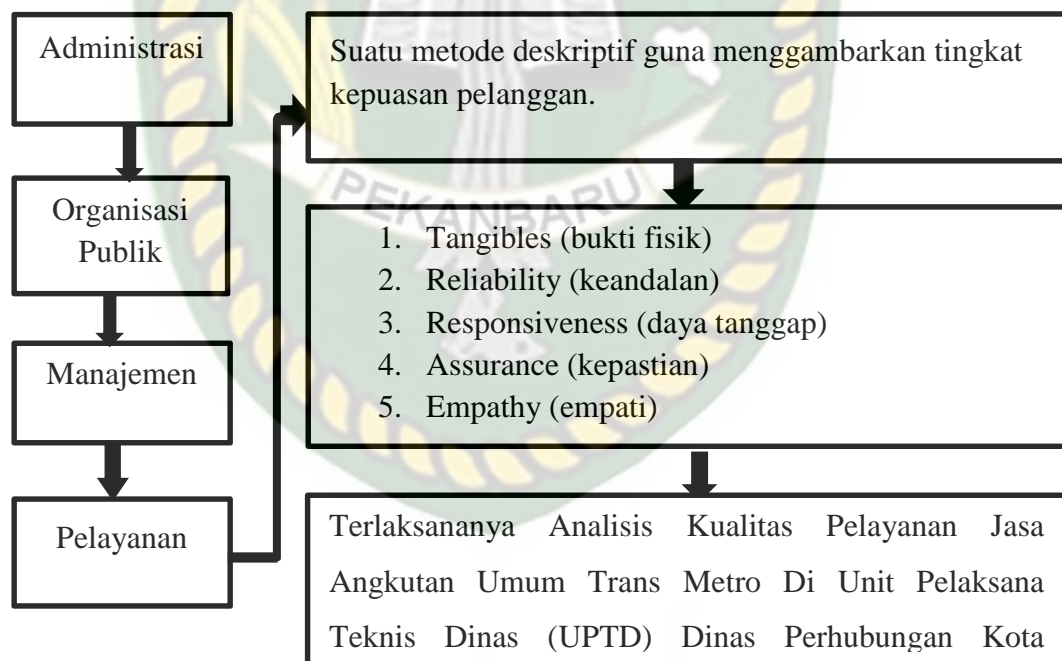 Administrasi
Organisasi
Publik
Manajemen
Pelayanan
Suatu metode deskriptif guna menggambarkan tingkat
kepuasan pelanggan.
PEKANBARU
1. Tangibles (bukti fisik)
2. Reliability (keandalan)
3. Responsiveness (daya tanggap)
4. Assurance (kepastian)
5. Empathy (empati)
Terlaksananya Analisis Kualitas Pelayanan Jasa
Angkutan Umum Trans Metro Di Unit Pelaksana
Teknis Dinas (UPTD) Dinas Perhubungan Kota